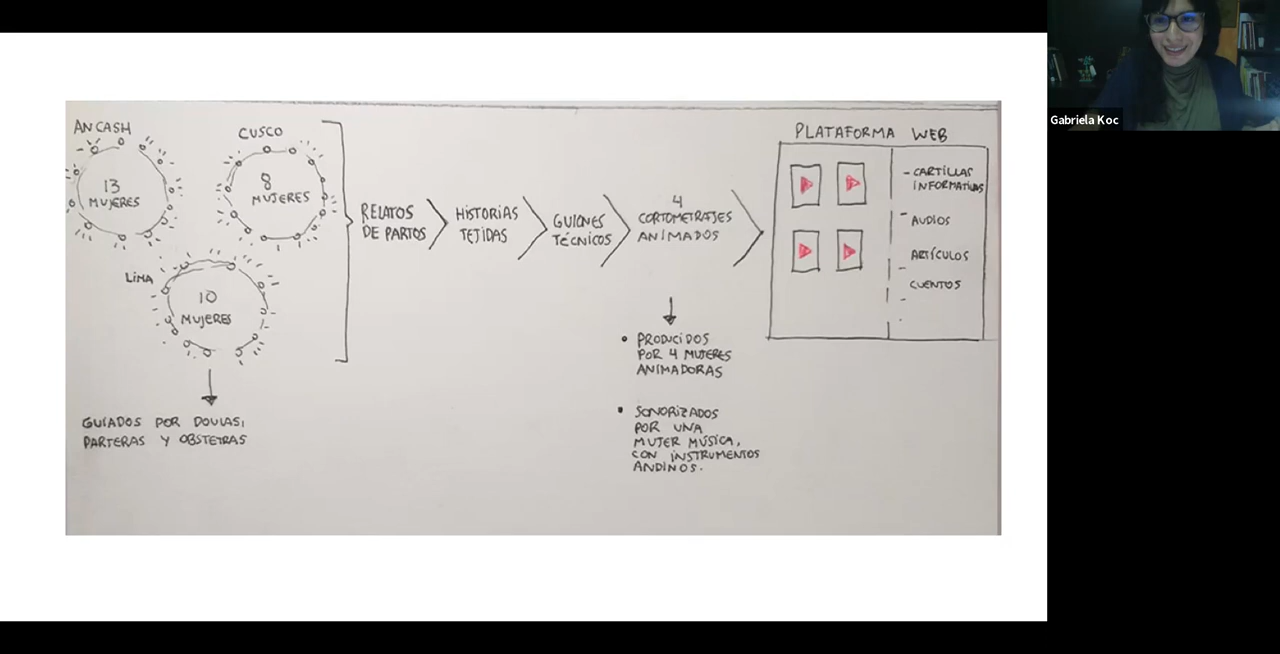 ANCASH
13
MUJERES
CUSCO
8
MUJERES
LIMA
10
MUJERES
GUIADOS POR DOULAS,
PARTERAS Y OBSTETRAS
RELATOS
DE PARTOS
HISTORIAS
TEJIDAS
GUIONES
TÉCNICOS
4
CORTOMETRAJES
ANIMADOS
• PRODUCIDOS
POR 4 MUJERES
ANIMADORAS
• SONORIZADOS
POR UNA
MUJER MÚSICA,
CON INSTRUMENTOS
ANDINOS.
PLATAFORMA WEB
- CARTILLAS
INFORMATIVAS
- AUDIOS
ARTÍCULOS
- CUENTOS
Gabriela Koc